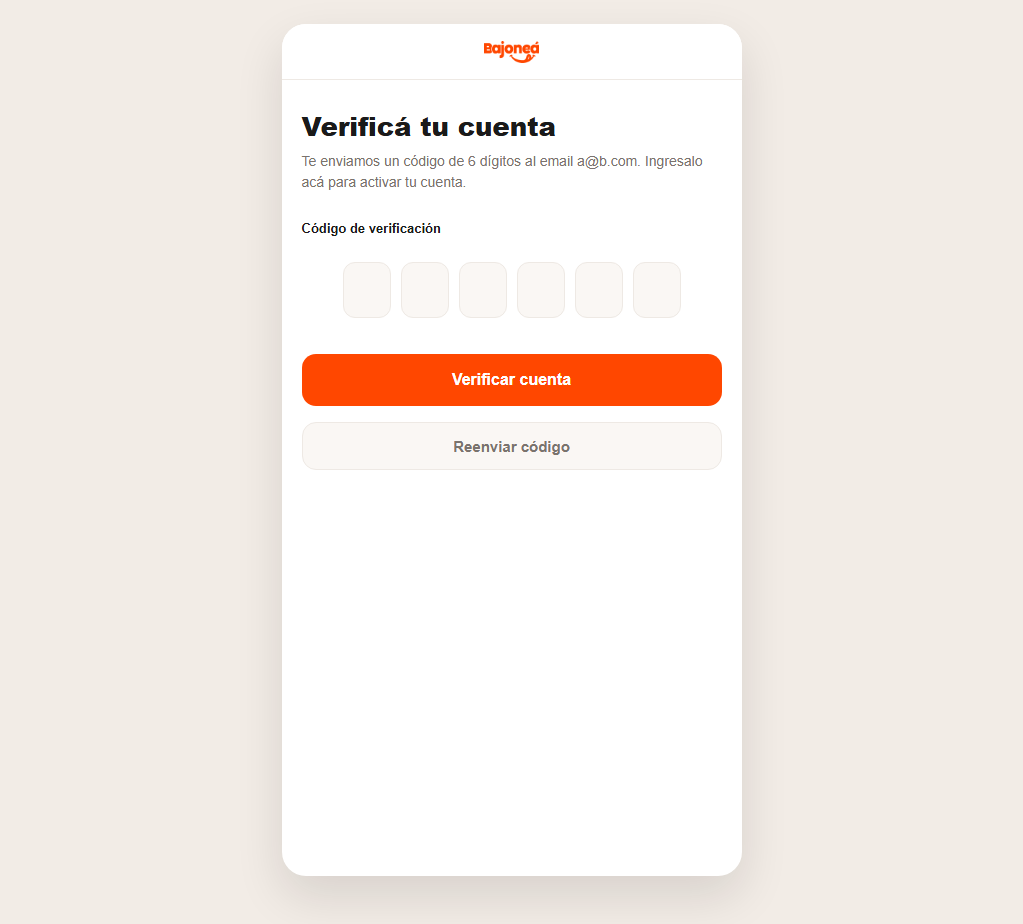 Bajoneá
Verificá tu cuenta
Te enviamos un código de 6 dígitos al email a@b.com. Ingresalo
acá para activar tu cuenta.
Código de verificación
Verificar cuenta
Reenviar código